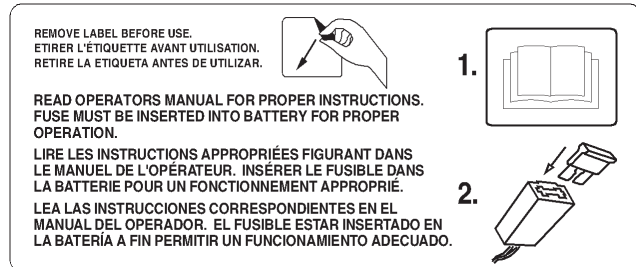 REMOVE LABEL BEFORE USE.
ETIRER L'ÉTIQUETTE AVANT UTILISATION.
RETIRE LA ETIQUETA ANTES DE UTILIZAR.
READ OPERATORS MANUAL FOR PROPER INSTRUCTIONS.
FUSE MUST BE INSERTED INTO BATTERY FOR PROPER
OPERATION.
LIRE LES INSTRUCTIONS APPROPRIÉES FIGURANT DANS
LE MANUEL DE L'OPÉRATEUR. INSÉRER LE FUSIBLE DANS
LA BATTERIE POUR UN FONCTIONNEMENT APPROPRIÉ.
LEA LAS INSTRUCCIONES CORRESPONDIENTES EN EL
MANUAL DEL OPERADOR. EL FUSIBLE ESTAR INSERTADO EN
LA BATERÍA A FIN PERMITIR UN FUNCIONAMIENTO ADECUADO.
1.
2.